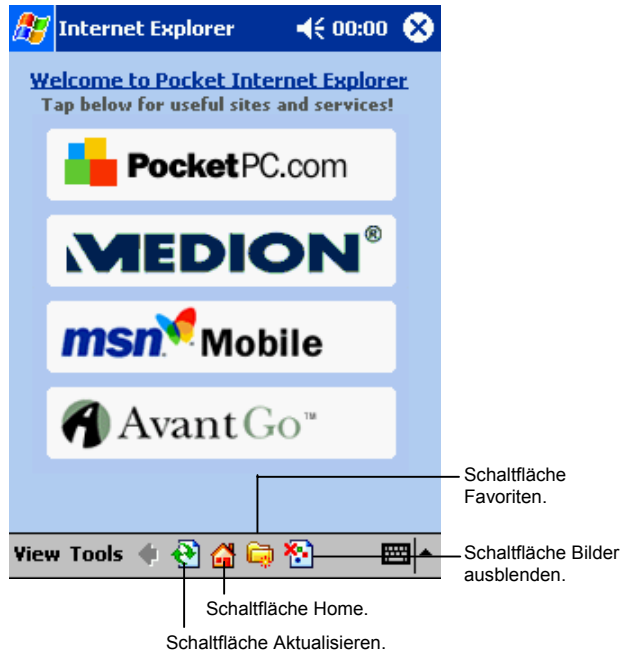 Internet Explorer 00:00
Welcome to Pocket Internet Explorer
Tap below for useful sites and services!
PocketPC.com
MEDION®
msn Mobile
AvantGo™
Schaltfläche
Favoriten.
View Tools
Schaltfläche Bilder
ausblenden.
Schaltfläche Home.
Schaltfläche Aktualisieren.